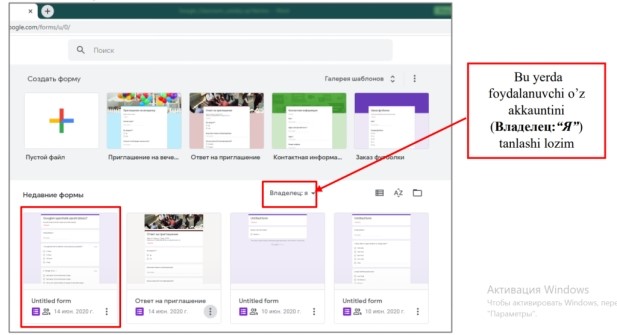 oogle.com/forms/u/0/
Поиск
Создать форму
Галерея шаблонов
Пустой файл
Приглашение на вече...
Ответ на приглашение
Контактная информа...
Заказ футболки
Недавние формы
Владелец: я
Untitled form
14 июн. 2020 г.
Ответ на приглашение
14 июн. 2020 г.
Untitled form
10 июн. 2020 г.
Untitled form
10 июн. 2020 г.
Bu yerda
foydalanuvchi o’z
akkauntini
(Владелец:“Я”)
tanlashi lozim
Активация Windows
Чтобы активировать Windows, пере
"Параметры".